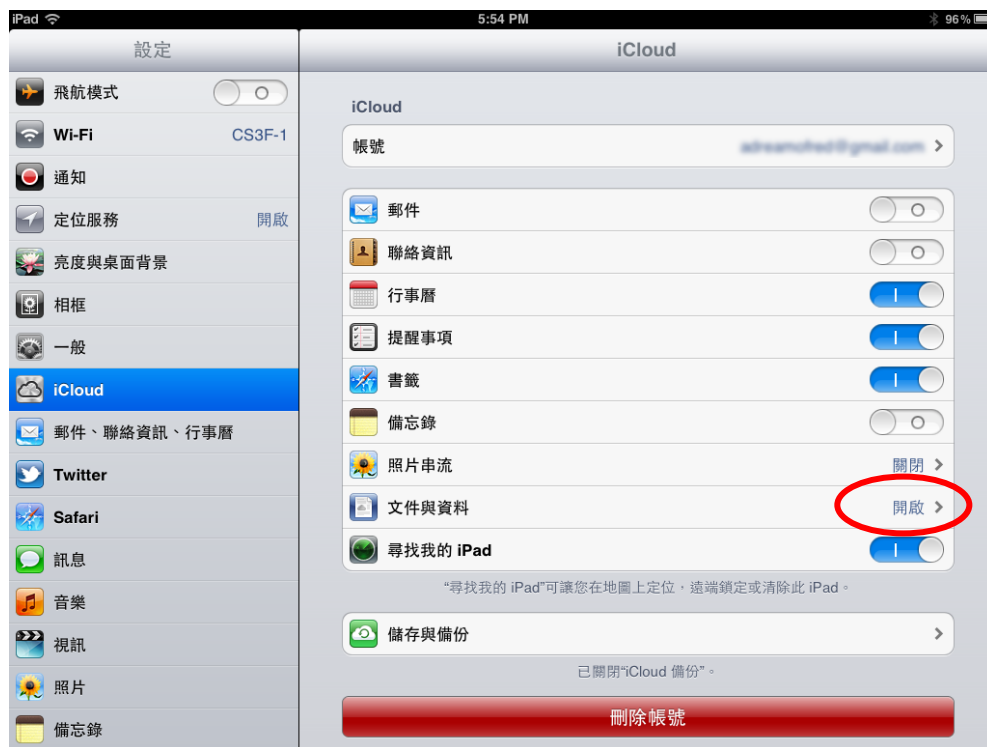 iPad 5:54 PM 96%
設定
飛航模式
Wi-Fi CS3F-1
通知
定位服務 開啟
亮度與桌面背景
相框
一般
iCloud
郵件、聯絡資訊、行事曆
Twitter
Safari
訊息
音樂
視訊
照片
備忘錄
iCloud
iCloud
帳號
郵件
聯絡資訊
行事曆
提醒事項
書籤
備忘錄
照片串流 關閉
文件與資料 開啟
尋找我的 iPad
“尋找我的 iPad”可讓您在地圖上定位，遠端鎖定或清除此 iPad。
儲存與備份
已關閉“iCloud 備份”。
刪除帳號